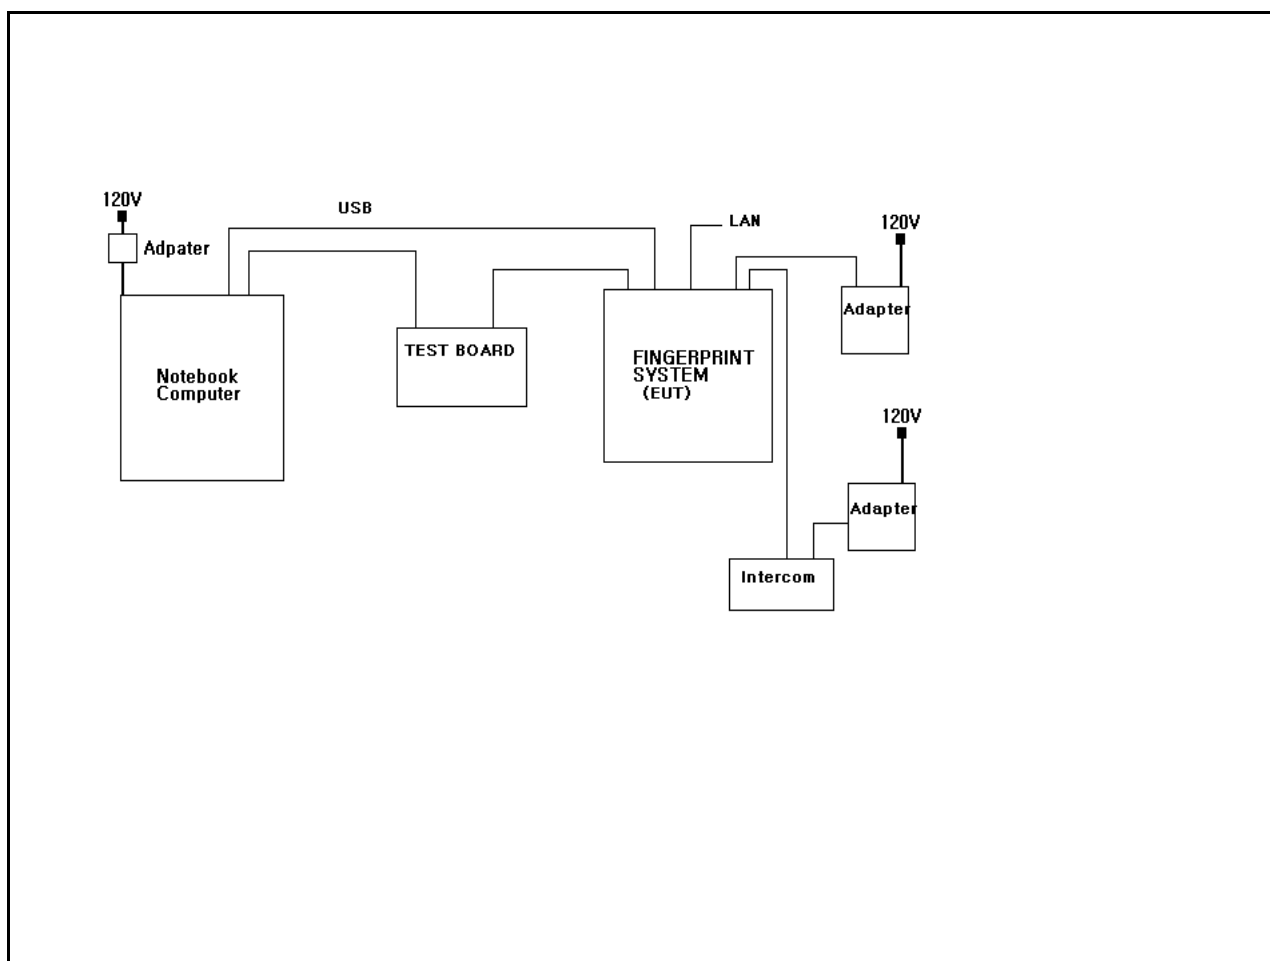 120V
USB
LAN
120V
Adpater
Adapter
TEST BOARD
FINGERPRINT
SYSTEM
(EUT)
Notebook
Computer
120V
Adapter
Intercom